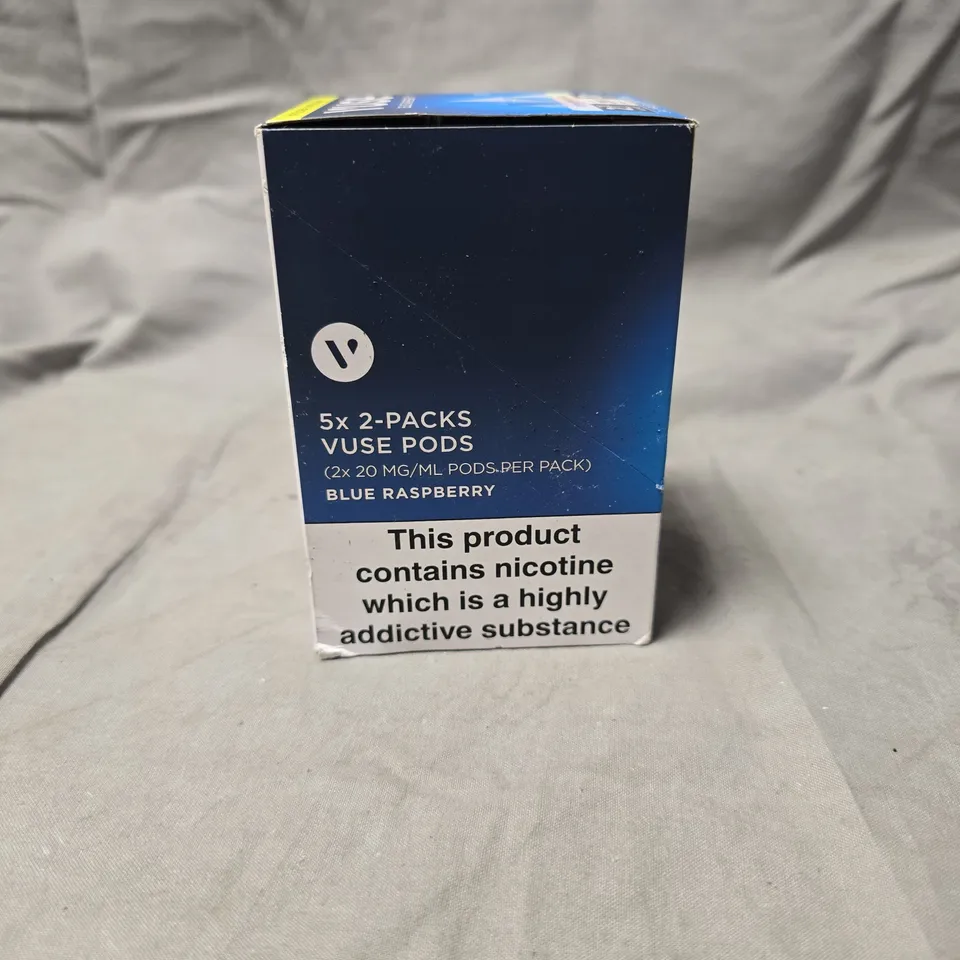 5x 2-PACKS
VUSE PODS
(2x 20 MG/ML PODS PER PACK)
BLUE RASPBERRY
This product
contains nicotine
which is a highly
addictive substance